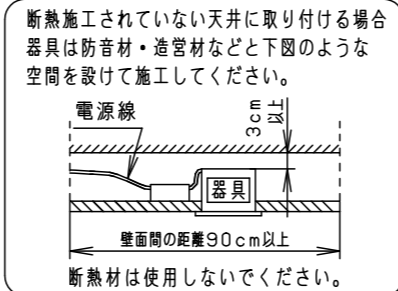 断熱施工されていない天井に取り付ける場合
器具は防音材・造営材などと下図のような
空間を設けて施工してください。
電源線
3cm
以上
器具
壁面間の距離90cm以上
断熱材は使用しないでください。